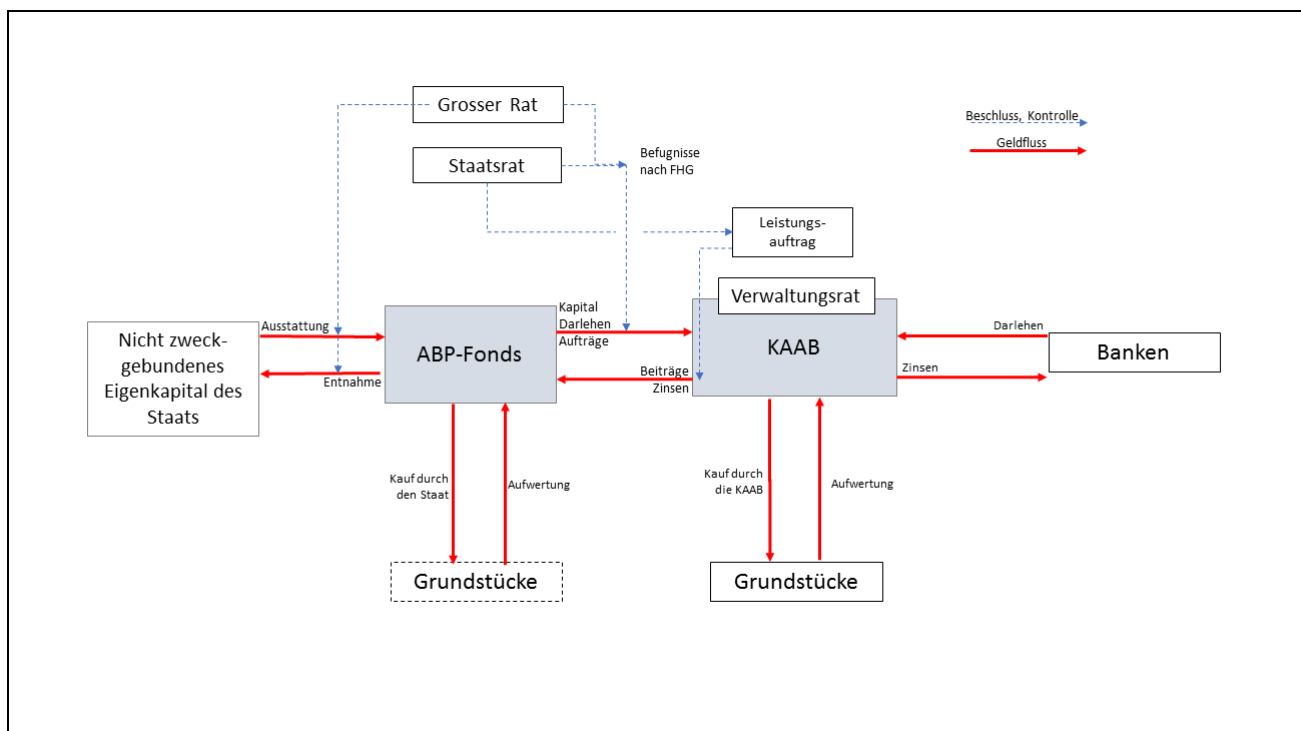 Grosser Rat
Beschluss, Kontrolle
Geldfluss
Staatsrat
Befugnisse
nach FHG
Leistungs-
auftrag
Verwaltungsrat
Nicht zweck-
gebundenes
Eigenkapital des
Staats
Ausstattung
Entnahme
ABP-Fonds
Kapital
Darlehen
Aufträge
Beiträge
Zinsen
KAAB
Darlehen
Zinsen
Banken
Kauf durch
den Staat
Aufwertung
Kauf durch
die KAAB
Aufwertung
Grundstücke
Grundstücke